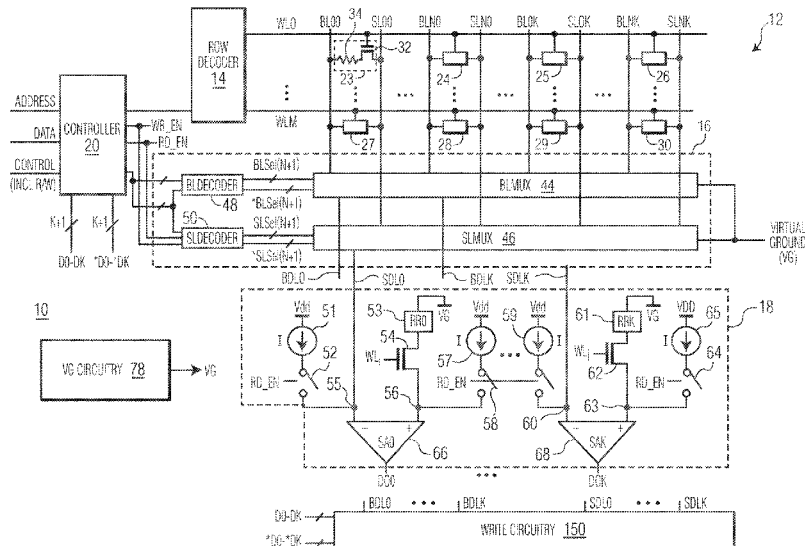 BL00 SL00 BLN0 SLN0 BL0K SL0K BLNK SLNK
WL0
12
34
32
ROW DECODER 14
23
24
25
26
ADDRESS
CONTROLLER 20
WLM
DATA
WR_EN
RD_EN
27
28
29
30
16
CONTROL (INCL R/W)
BLDECODER
48
BLSel(N+1)
*BLSel(N+1)
BLMUX 44
50
SLDECODER
SLSel(N+1)
*SLSel(N+1)
SLMUX 46
VIRTUAL GROUND (VG)
K+1
K+1
D0-DK
*D0-*DK
BDL0
SDL0
BDLK
SDLK
10
VG CIRCUITRY 78
VG
Vdd
51
I
52
RD_EN
53
RR0
VG
54
WLj
55
56
Vdd
57
I
RD_EN
58
Vdd
59
I
60
61
RRK
VG
WLj
62
63
VDD
65
I
64
RD_EN
18
SA0
66
DO0
SAK
68
DOK
BDL0 BDLK SDL0 SDLK
D0-DK
*D0-*DK
WRITE CIRCUITRY 150